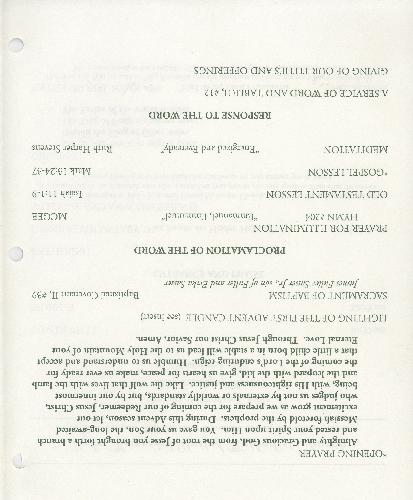 *OPENING PRAYER
Almighty and Gracious God, from the root of Jesse you brought forth a branch
and rested your Spirit upon Him. You gave us your Son, the long-awaited
Messiah foretold by the prophets. During this Advent season, let our
excitement grow as we prepare for the coming of our Redeemer, Jesus Christ,
who judges us not by externals or worldly standards, but by our innermost
being, with His righteousness and justice. Like the wolf that lives with the lamb
and the leopard with the kid, give us hearts for peace; make us ever ready for
the coming of the Lord's enduring reign. Humble us to understand and accept
that a little child born in a stable will lead us to the Holy Mountain of your
Eternal Love. Through Jesus Christ our Savior, Amen.
LIGHTING OF THE FIRST ADVENT CANDLE (see Insert)
SACRAMENT OF BAPTISM Baptismal Covenant II, #39
James Fuller Suiser Jr., son of Fuller and Erika Suiser
PROCLAMATION OF THE WORD
PRAYER FOR ILLUMINATION
HYMN #204 "Emmanuel, Emmanuel" MCGEE
OLD TESTAMENT LESSON Isaiah 11:1-9
*GOSPEL LESSON Mark 13:24-37
MEDITATION "Energized and Eveready" Ruth Harper Stevens
RESPONSE TO THE WORD
A SERVICE OF WORD AND TABLE II, #12
GIVING OF OUR TITHES AND OFFERINGS